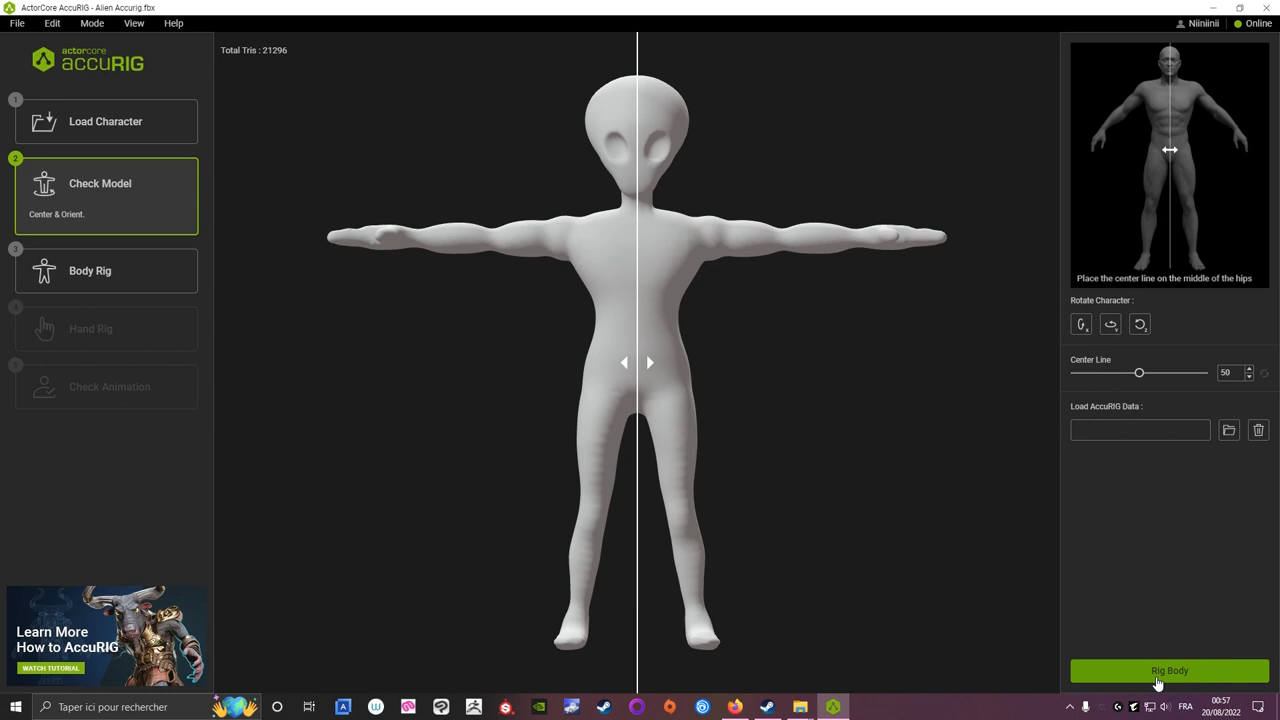 ActorCore AccuRIG - Alien Accurig.fbx
File Edit Mode View Help
Niiniinii Online
actorcore
accuRIG
Total Tris : 21296
1
Load Character
2
Check Model
Center & Orient.
3
Body Rig
4
Hand Rig
5
Check Animation
Learn More
How to AccuRIG
WATCH TUTORIAL
Place the center line on the middle of the hips
Rotate Character :
X Y Z
Center Line
50
Load AccuRIG Data :
Rig Body
Taper ici pour rechercher
FRA
00:57
20/08/2022